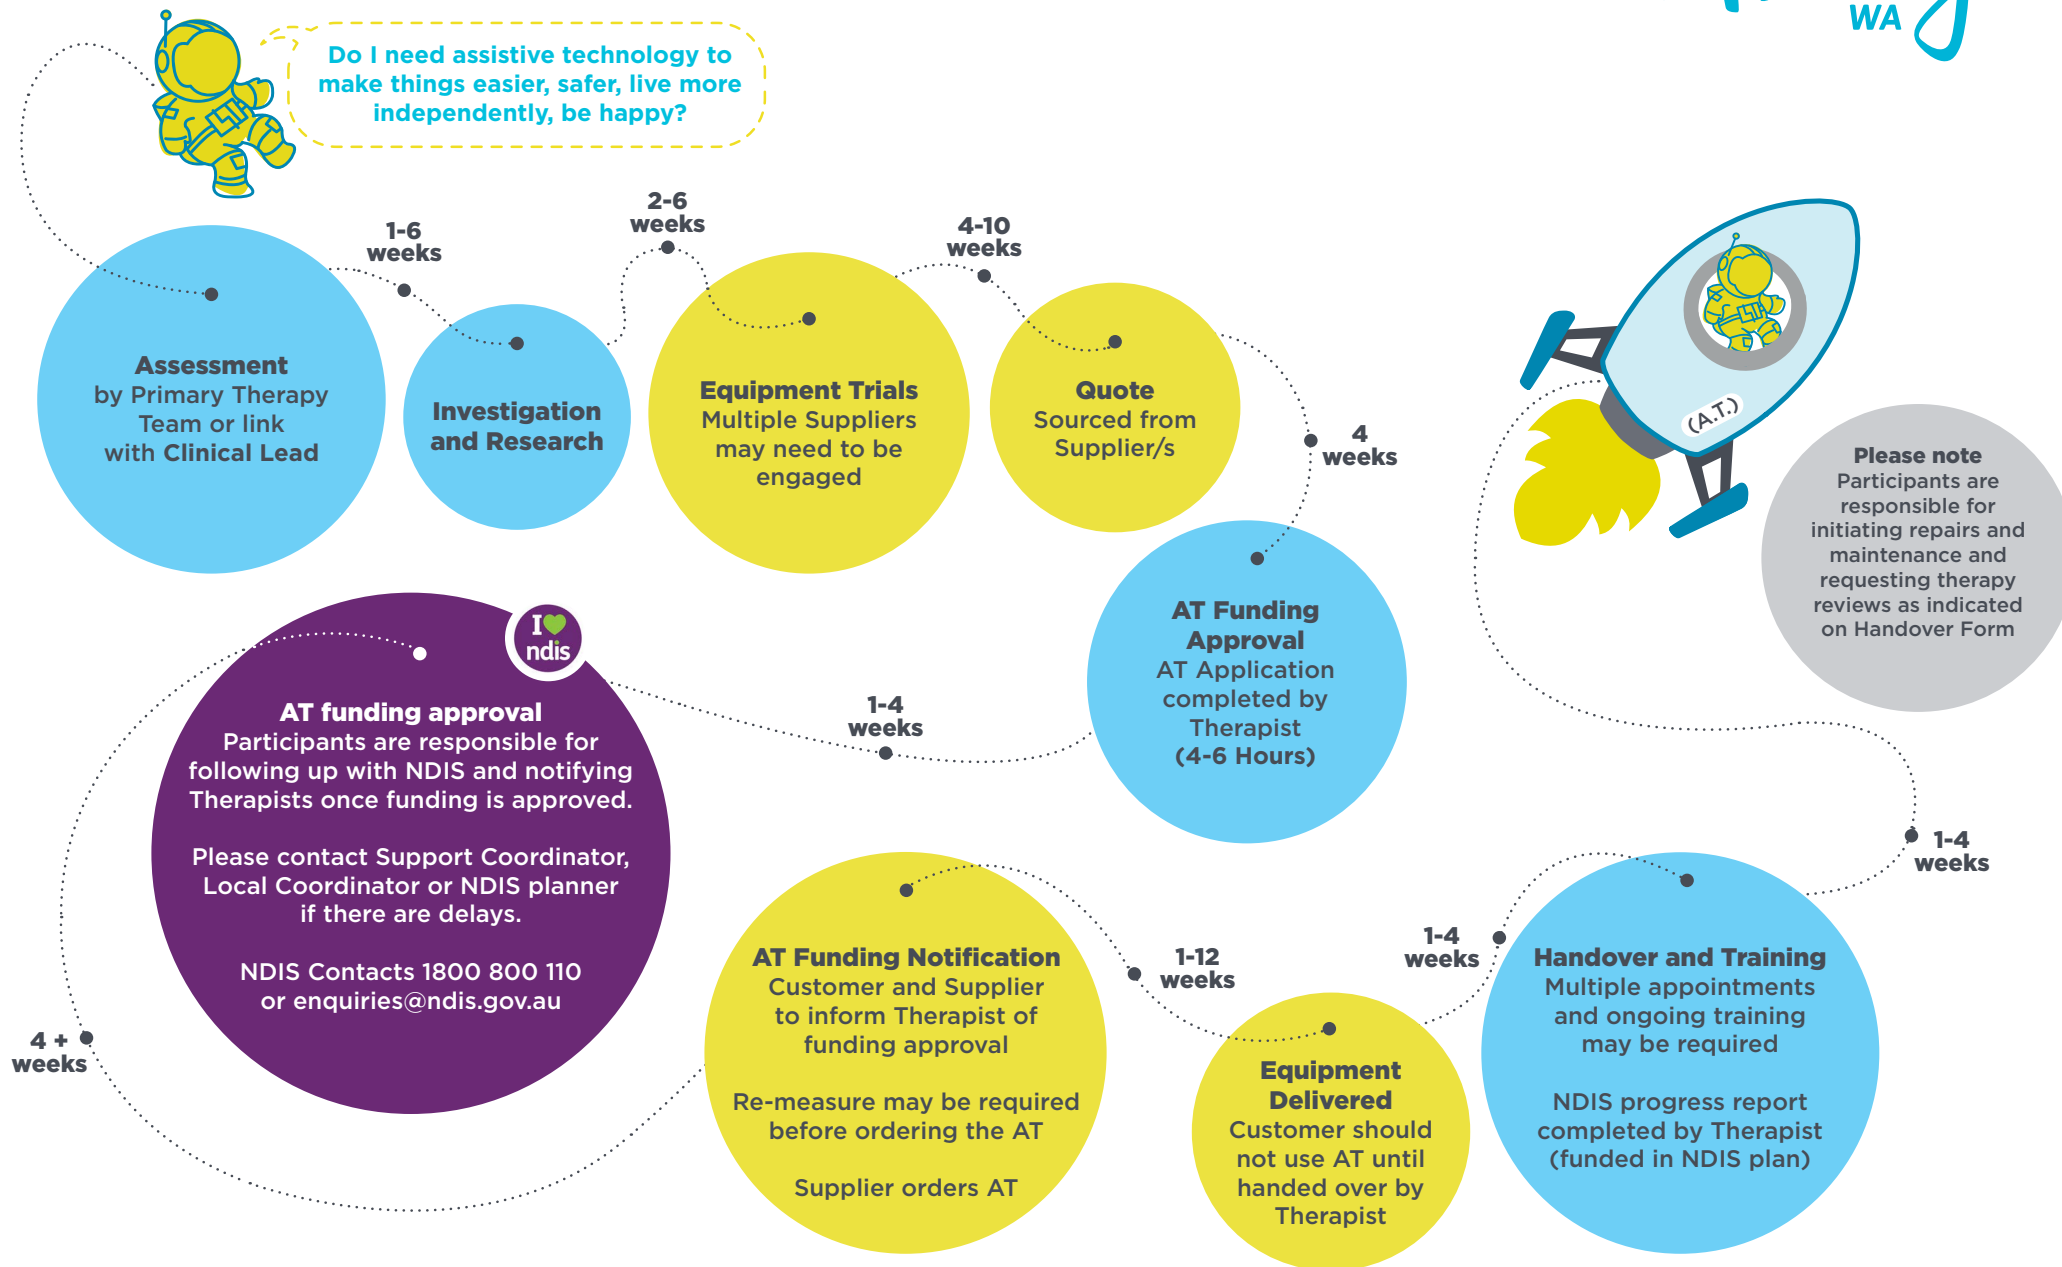 WA
Do I need assistive technology to
make things easier, safer, live more
independently, be happy?
1-6
weeks
2-6
weeks
4-10
weeks
Assessment
by Primary Therapy
Team or link
with Clinical Lead
Investigation
and Research
Equipment Trials
Multiple Suppliers
may need to be
engaged
Quote
Sourced from
Supplier/s
4
weeks
(A.T.)
Please note
Participants are
responsible for
initiating repairs and
maintenance and
requesting therapy
reviews as indicated
on Handover Form
AT Funding
Approval
AT Application
completed by
Therapist
(4-6 Hours)
1-4
weeks
I
ndis
AT funding approval
Participants are responsible for
following up with NDIS and notifying
Therapists once funding is approved.
Please contact Support Coordinator,
Local Coordinator or NDIS planner
if there are delays.
NDIS Contacts 1800 800 110
or enquiries@ndis.gov.au
4 +
weeks
AT Funding Notification
Customer and Supplier
to inform Therapist of
funding approval
Re-measure may be required
before ordering the AT
Supplier orders AT
1-12
weeks
Equipment
Delivered
Customer should
not use AT until
handed over by
Therapist
1-4
weeks
Handover and Training
Multiple appointments
and ongoing training
may be required
NDIS progress report
completed by Therapist
(funded in NDIS plan)
1-4
weeks